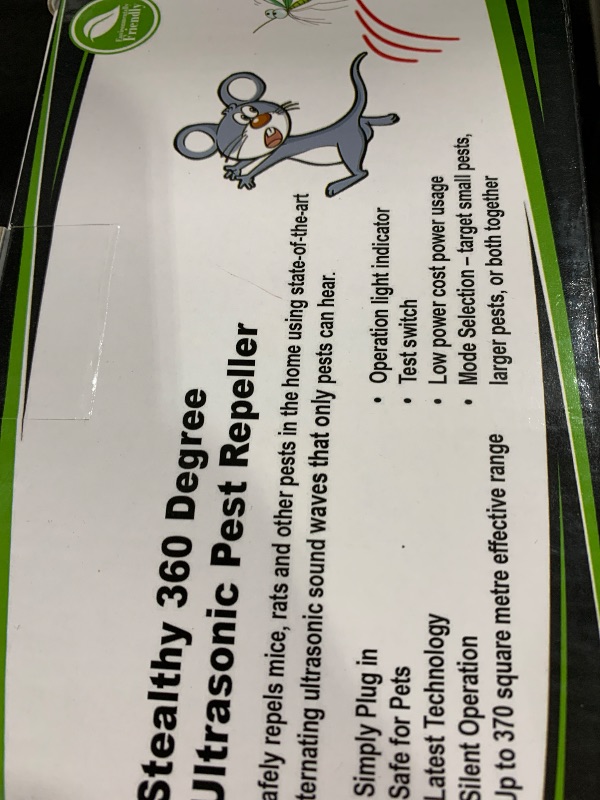 Environmentally
Friendly
Stealthy 360 Degree
Ultrasonic Pest Repeller
afely repels mice, rats and other pests in the home using state-of-the-art
ternating ultrasonic sound waves that only pests can hear.
Simply Plug in
Safe for Pets
Latest Technology
Silent Operation
Up to 370 square metre effective range
• Operation light indicator
• Test switch
• Low power cost power usage
• Mode Selection – target small pests,
larger pests, or both together